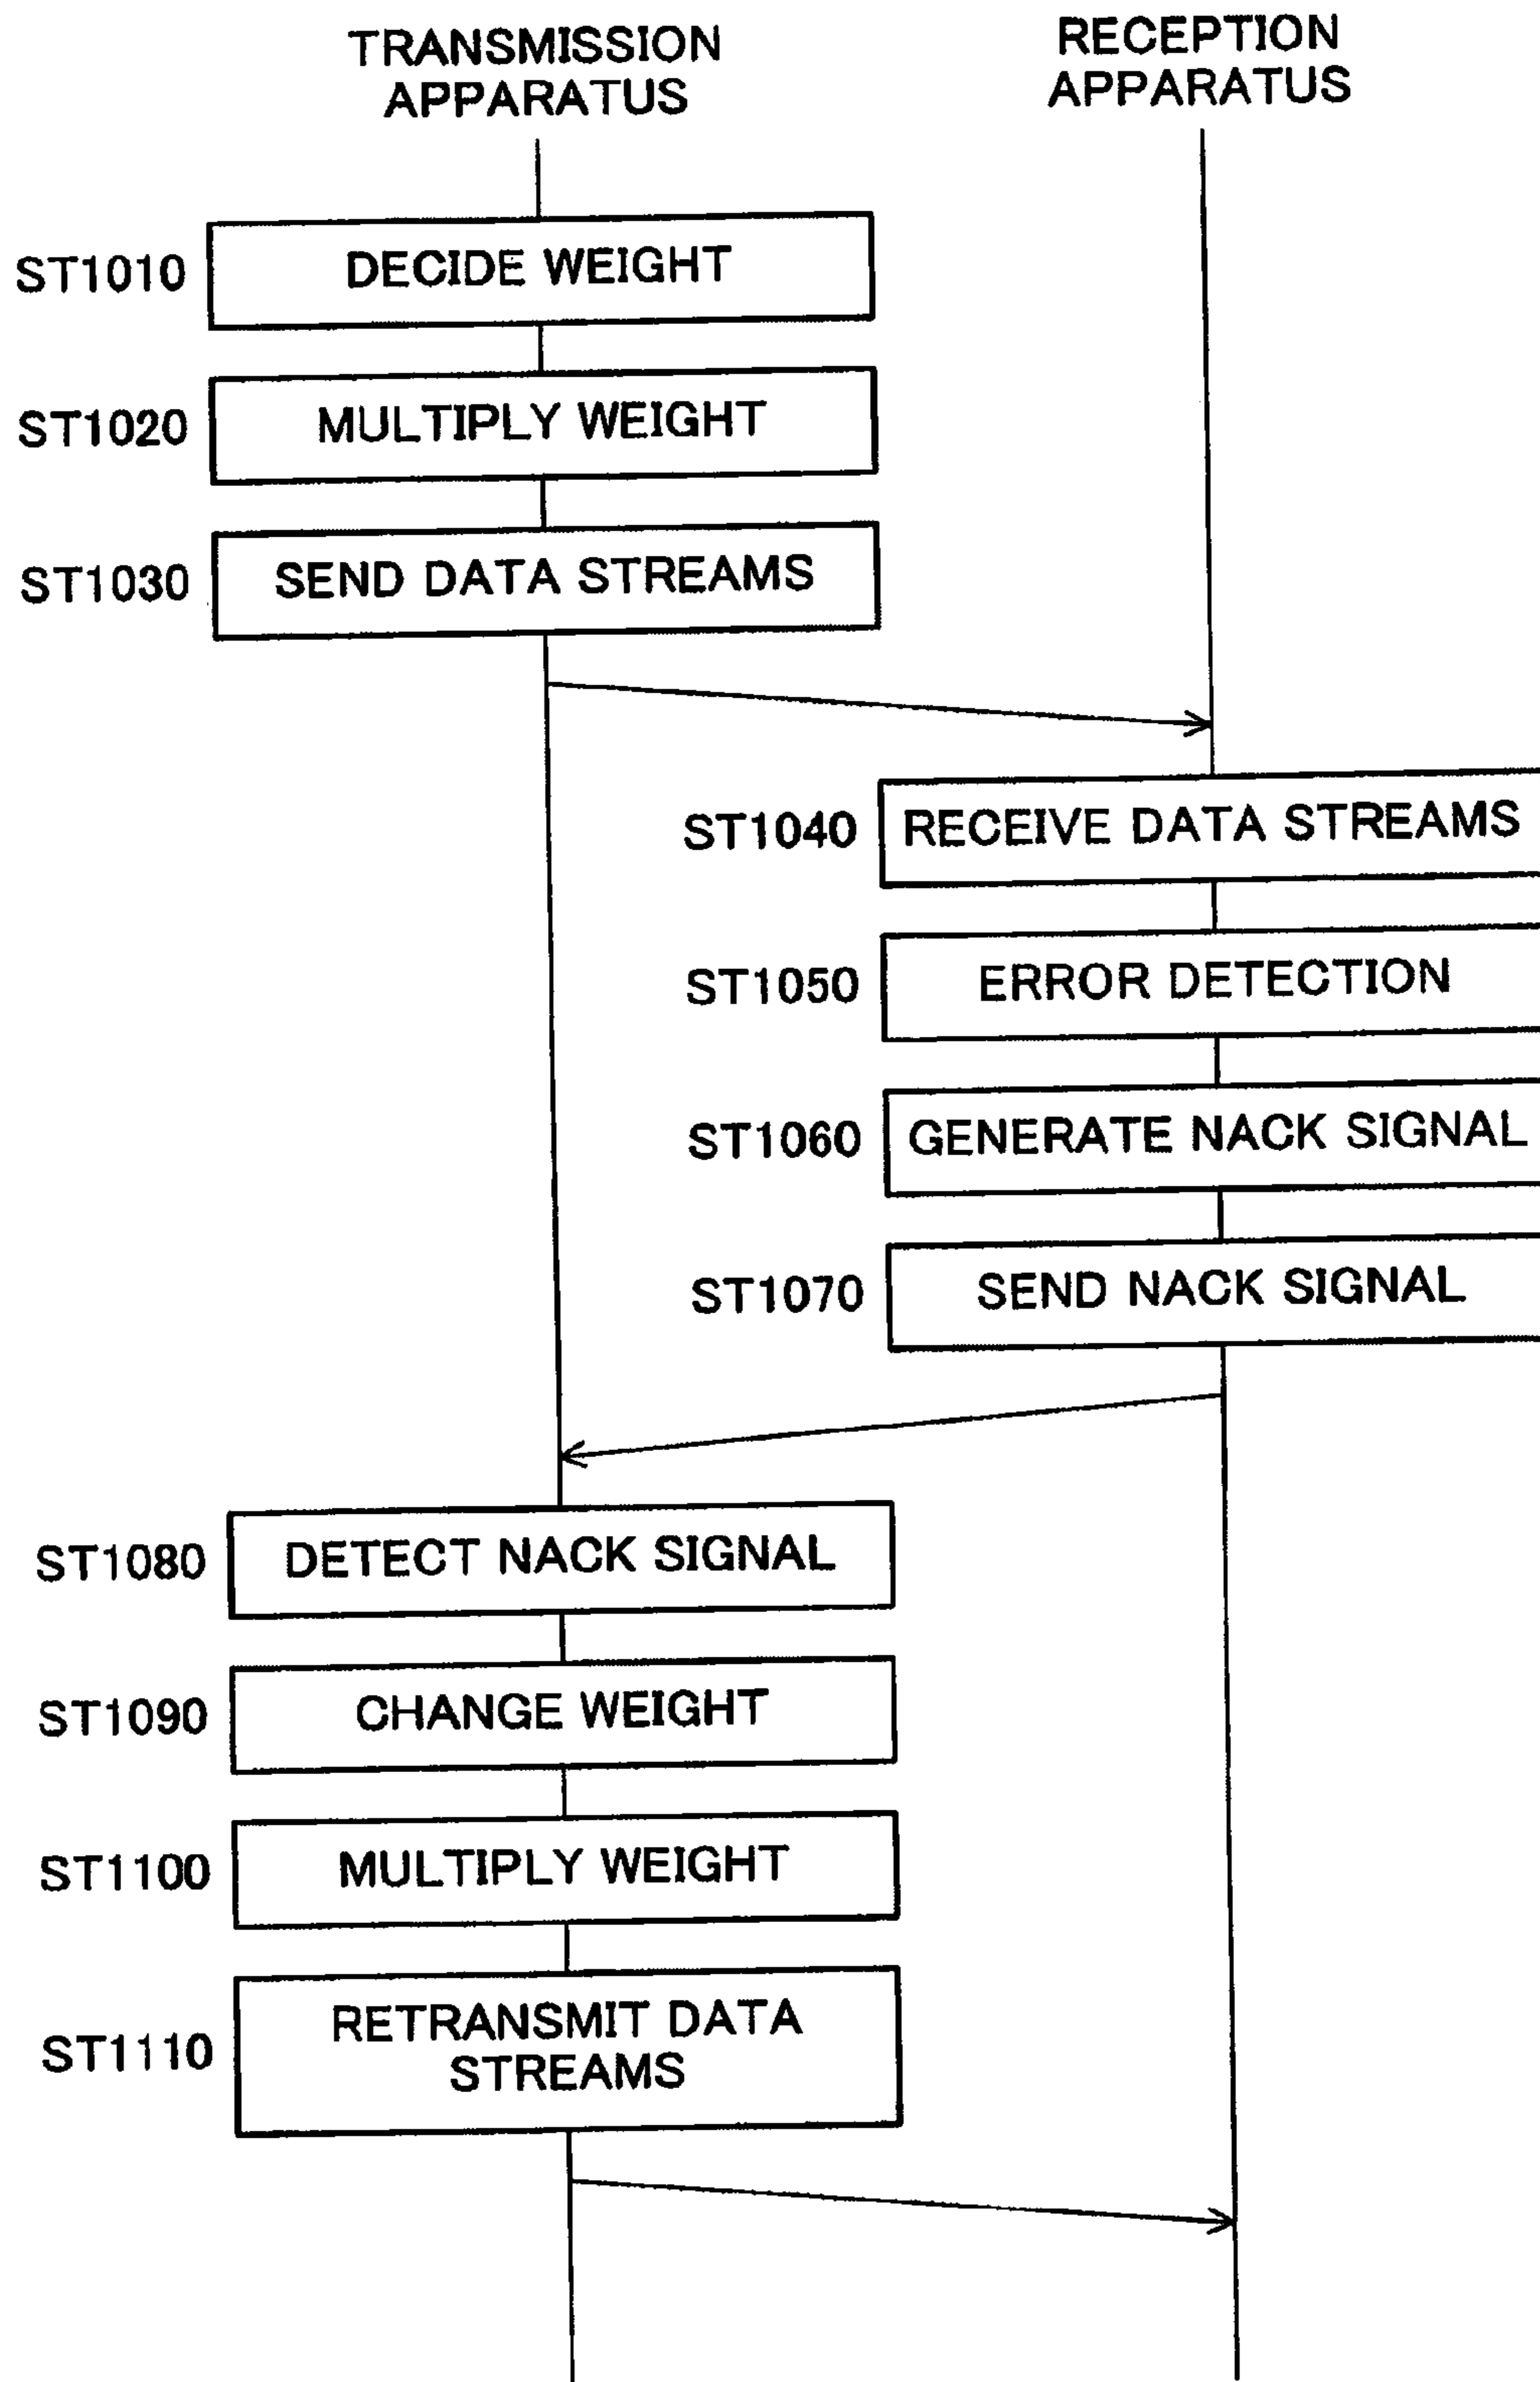 TRANSMISSION
APPARATUS
RECEPTION
APPARATUS
ST1010 DECIDE WEIGHT
ST1020 MULTIPLY WEIGHT
ST1030 SEND DATA STREAMS
ST1040 RECEIVE DATA STREAMS
ST1050 ERROR DETECTION
ST1060 GENERATE NACK SIGNAL
ST1070 SEND NACK SIGNAL
ST1080 DETECT NACK SIGNAL
ST1090 CHANGE WEIGHT
ST1100 MULTIPLY WEIGHT
ST1110 RETRANSMIT DATA
STREAMS